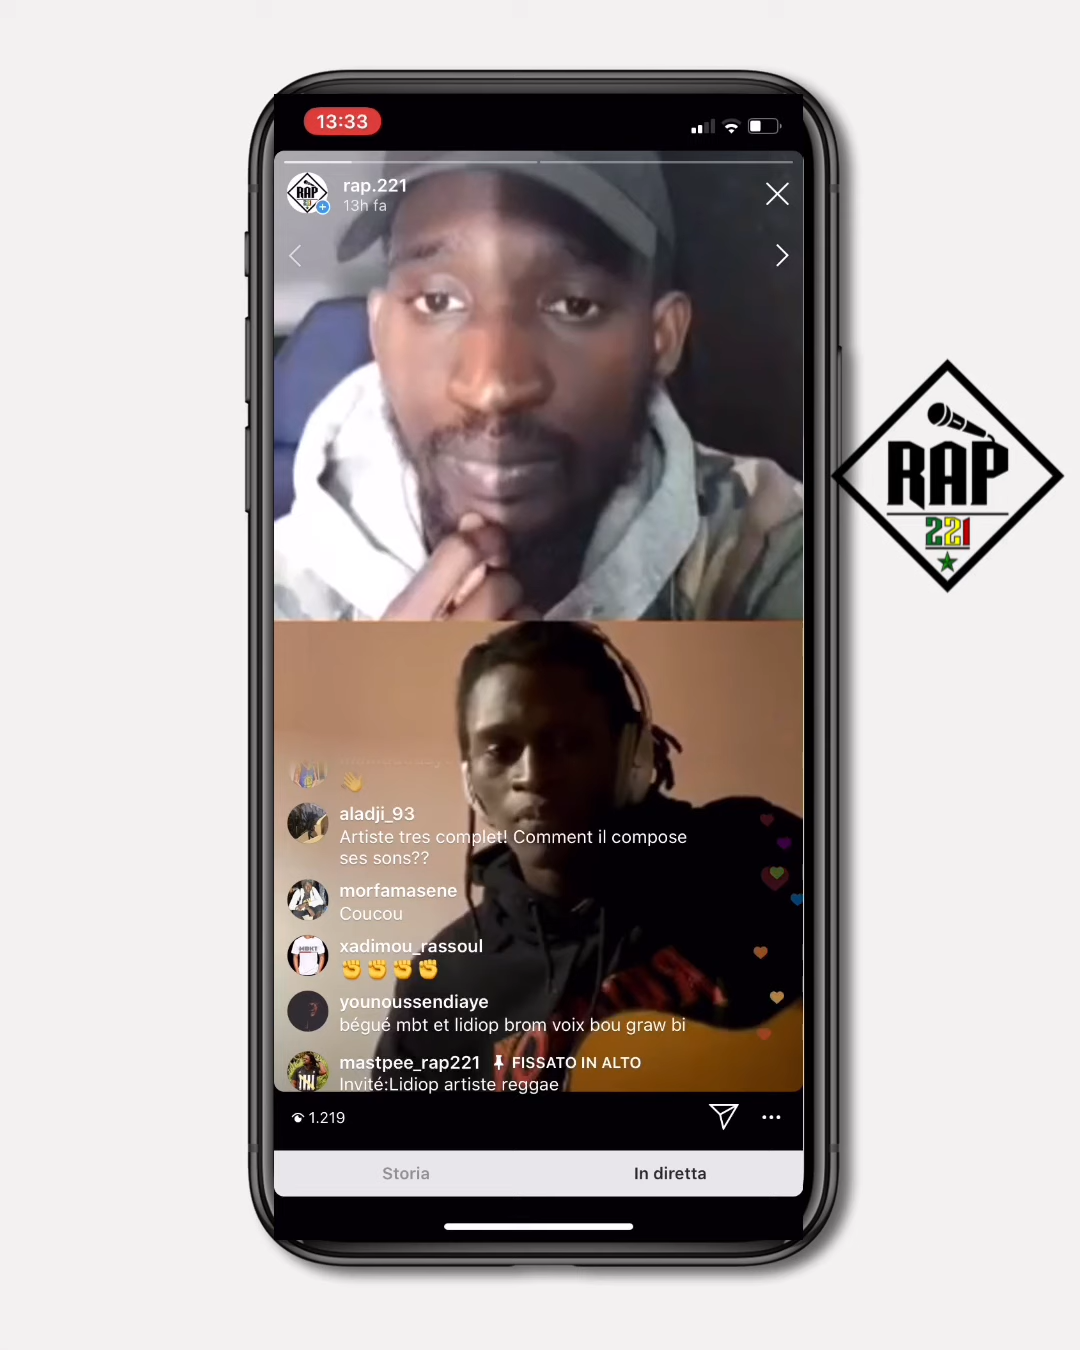 13:33
RAP
221
rap.221
13h fa
RAP
221
👋
aladji_93
Artiste tres complet! Comment il compose
ses sons??
morfamasene
Coucou
xadimou_rassoul
✊✊✊✊
younoussendiaye
bégué mbt et lidiop brom voix bou graw bi
mastpee_rap221 📌 FISSATO IN ALTO
Invité:Lidiop artiste reggae
1.219
Storia
In diretta